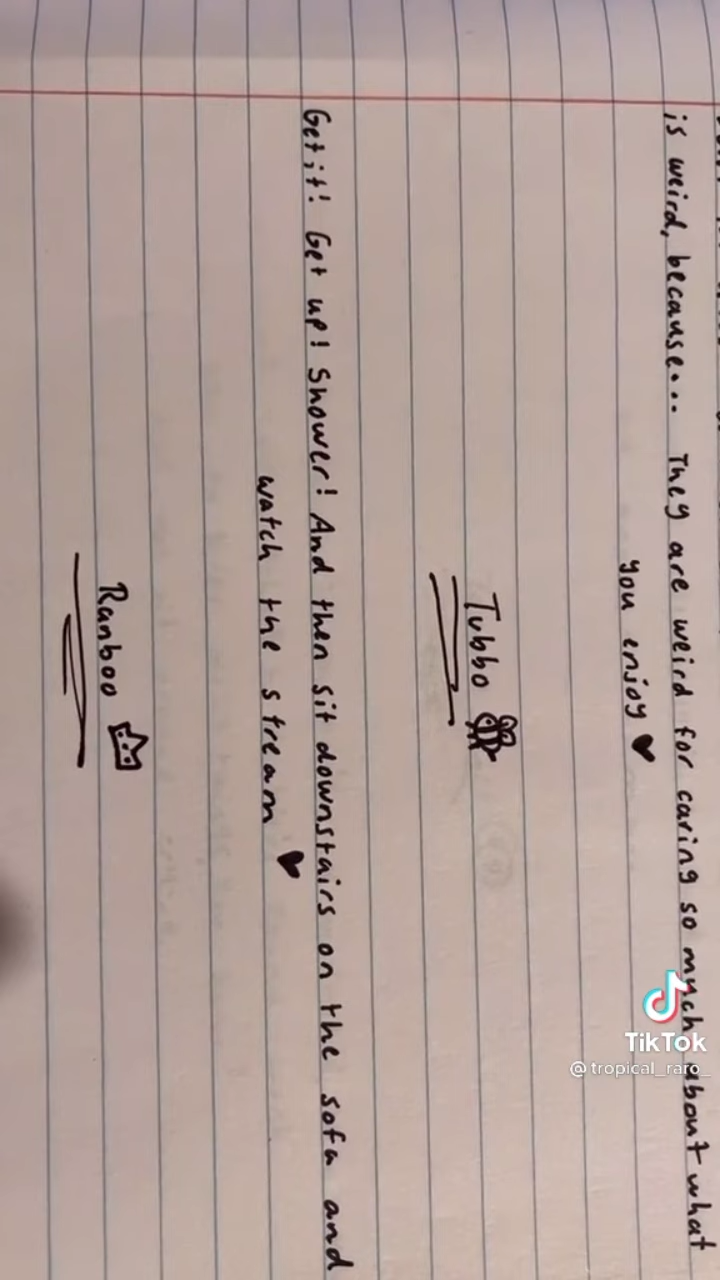 is weird, because... They are weird for caring so much about what
you enjoy ♥
Tubbo
Get it! Get up! Shower! And then sit downstairs on the sofa and
watch the stream ♥
Ranboo
TikTok
@tropical_raro_